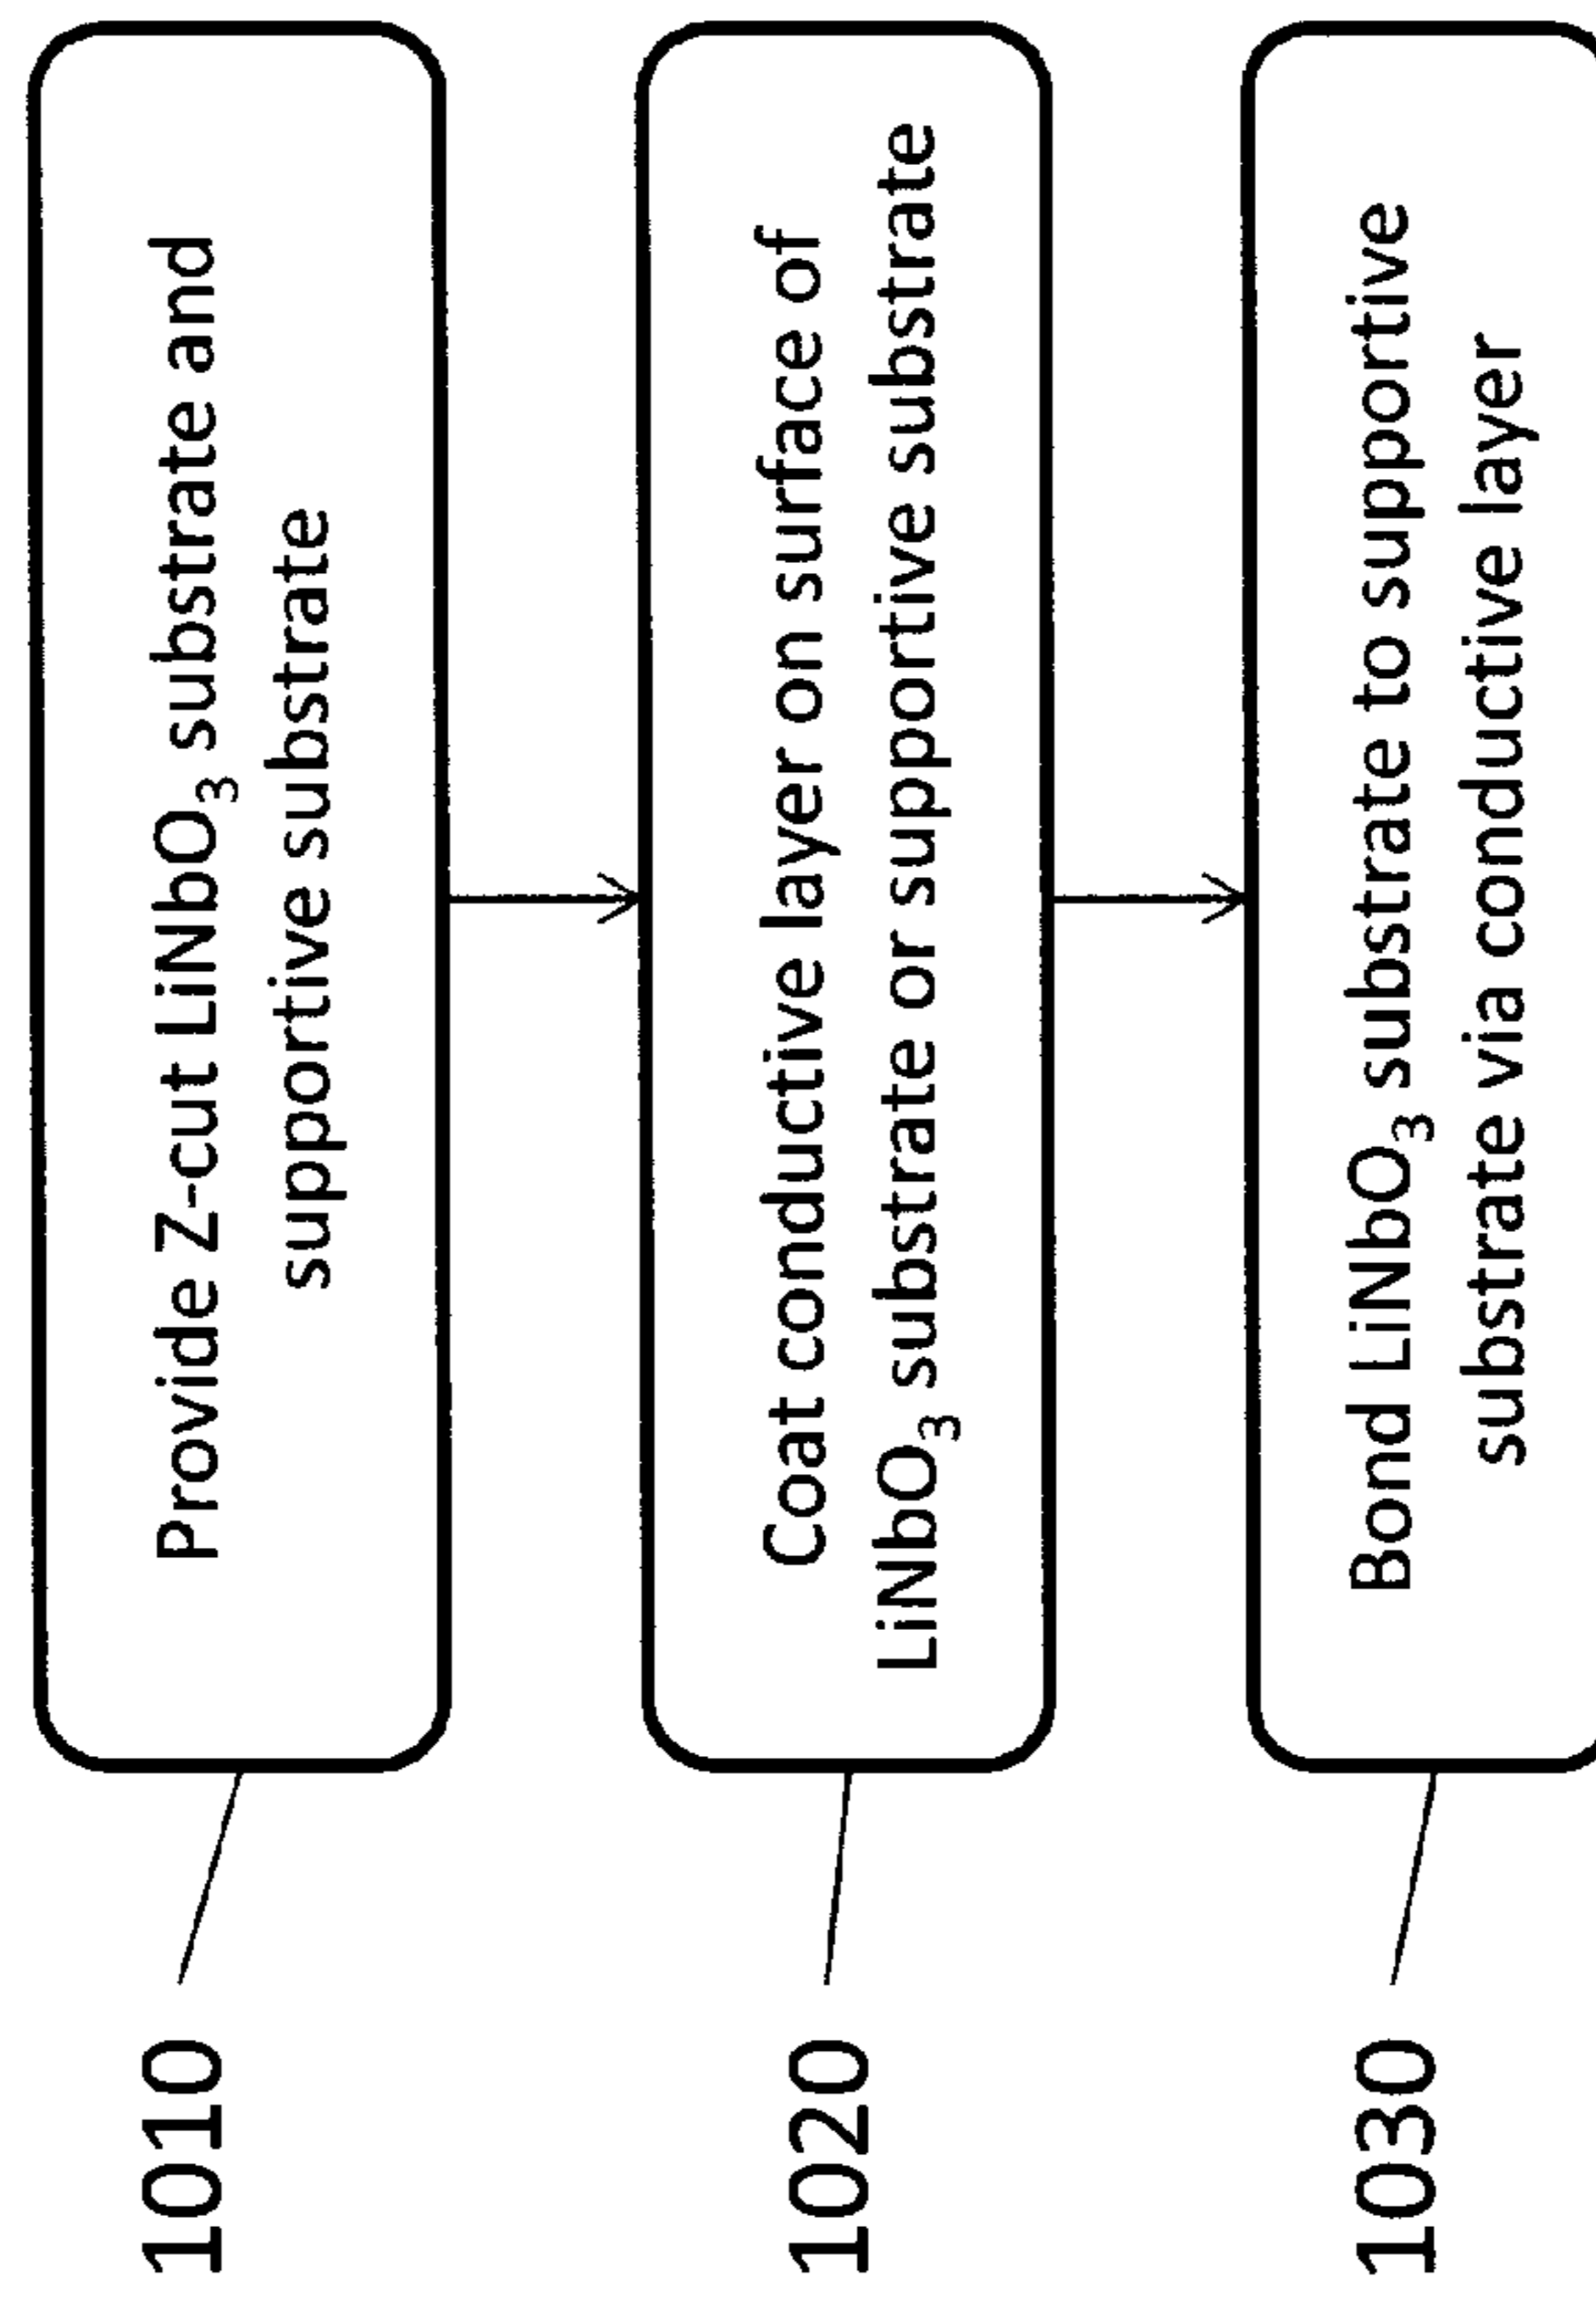 1010
Provide Z-cut LiNbO₃ substrate and
supportive substrate
1020
Coat conductive layer on surface of
LiNbO₃ substrate or supportive substrate
1030
Bond LiNbO₃ substrate to supportive
substrate via conductive layer